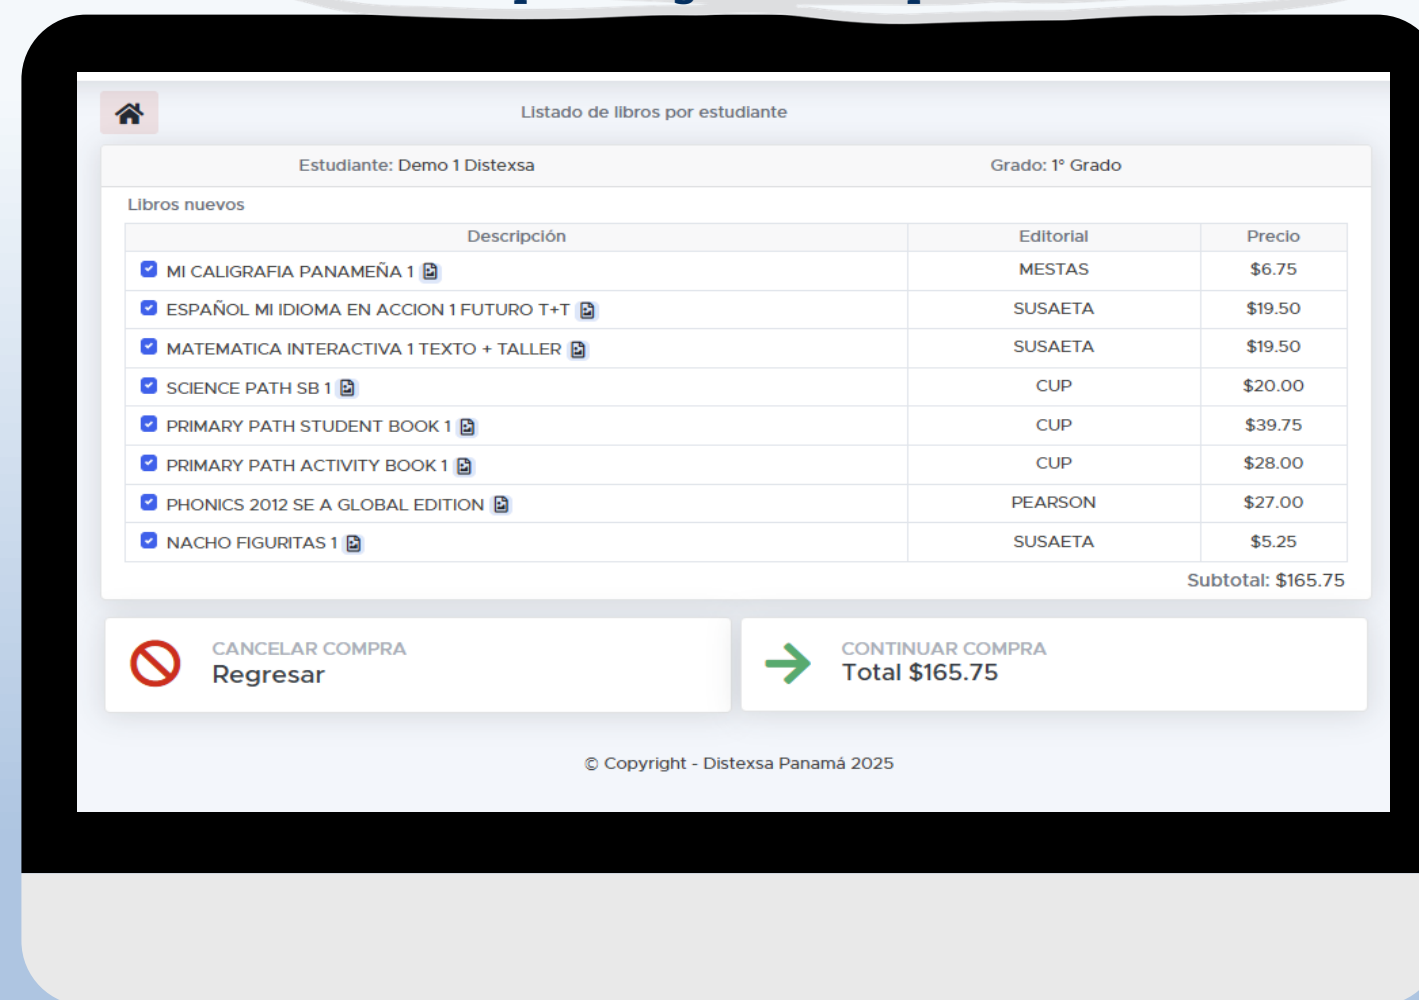 Listado de libros por estudiante
Estudiante: Demo 1 Distexsa Grado: 1° Grado
Libros nuevos
Descripción Editorial Precio
MI CALIGRAFIA PANAMEÑA 1 MESTAS $6.75
ESPAÑOL MI IDIOMA EN ACCION 1 FUTURO T+T SUSAETA $19.50
MATEMATICA INTERACTIVA 1 TEXTO + TALLER SUSAETA $19.50
SCIENCE PATH SB 1 CUP $20.00
PRIMARY PATH STUDENT BOOK 1 CUP $39.75
PRIMARY PATH ACTIVITY BOOK 1 CUP $28.00
PHONICS 2012 SE A GLOBAL EDITION PEARSON $27.00
NACHO FIGURITAS 1 SUSAETA $5.25
Subtotal: $165.75
CANCELAR COMPRA
Regresar
CONTINUAR COMPRA
Total $165.75
© Copyright - Distexsa Panamá 2025